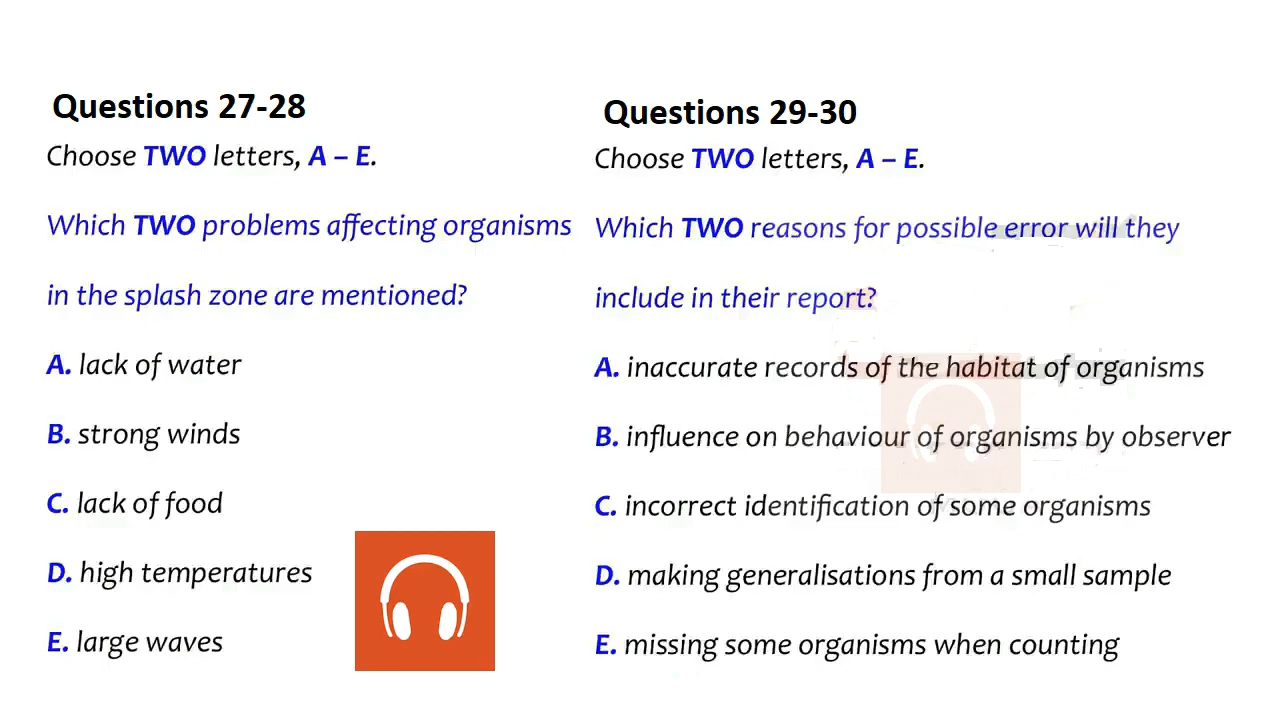 Questions 27-28
Choose TWO letters, A – E.
Which TWO problems affecting organisms
in the splash zone are mentioned?
A. lack of water
B. strong winds
C. lack of food
D. high temperatures
E. large waves
Questions 29-30
Choose TWO letters, A – E.
Which TWO reasons for possible error will they
include in their report?
A. inaccurate records of the habitat of organisms
B. influence on behaviour of organisms by observer
C. incorrect identification of some organisms
D. making generalisations from a small sample
E. missing some organisms when counting